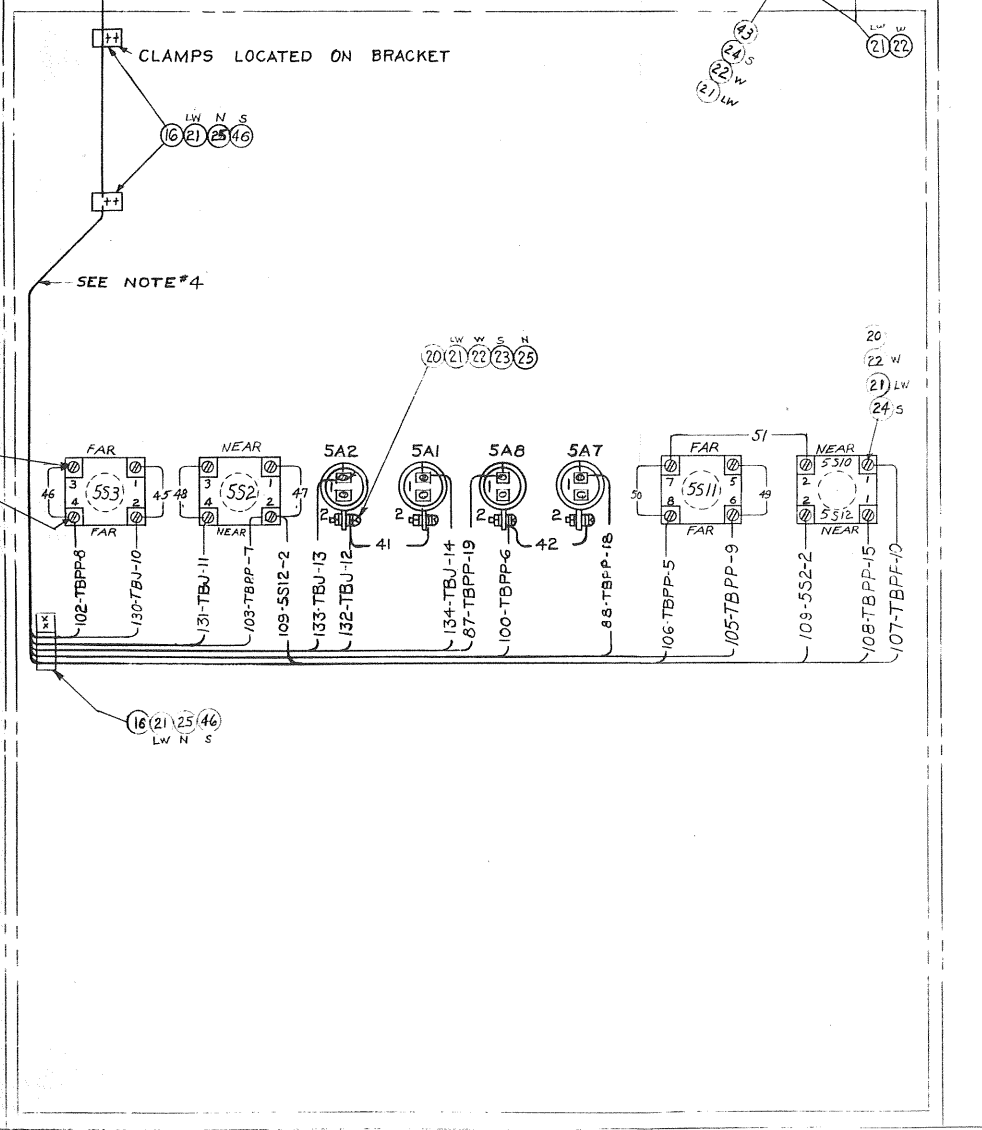 CLAMPS LOCATED ON BRACKET
LW N S
16 21 25 46
43
24 S
22 W
21 LW
LW W
21 22
SEE NOTE #4
LW W S N
20 21 22 23 25
20
22 W
21 LW
24 S
FAR
46 3 1 45
5S3
4 2
FAR
NEAR
48 3 1 47
5S2
4 2
NEAR
5A2
1
2
5A1
1
2
41
5A8
1
2
5A7
1
2
42
51
FAR
50 7 5 49
5S11
8 6
FAR
NEAR
5S10
2 1
2 1
5S12
NEAR
102-TBPP-8
130-TBJ-10
131-TBJ-11
103-TBPP-7
109-5S12-2
133-TBJ-13
132-TBJ-12
134-TBJ-14
87-TBPP-19
100-TBPP-6
88-TBPP-18
106-TBPP-5
105-TBPP-9
109-5S2-2
108-TBPP-15
107-TBPP-10
16 21 25 46
LW N S